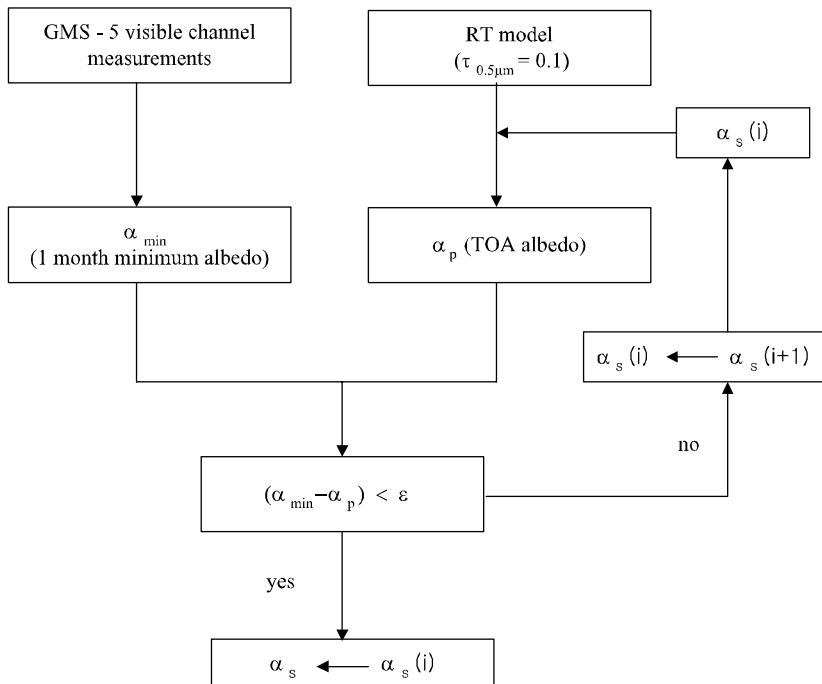 GMS - 5 visible channel
measurements
RT model
(τ 0.5μm = 0.1)
α s (i)
α min
(1 month minimum albedo)
α p (TOA albedo)
α s (i) ← α s (i+1)
no
(α min − α p) < ε
yes
α s ← α s (i)